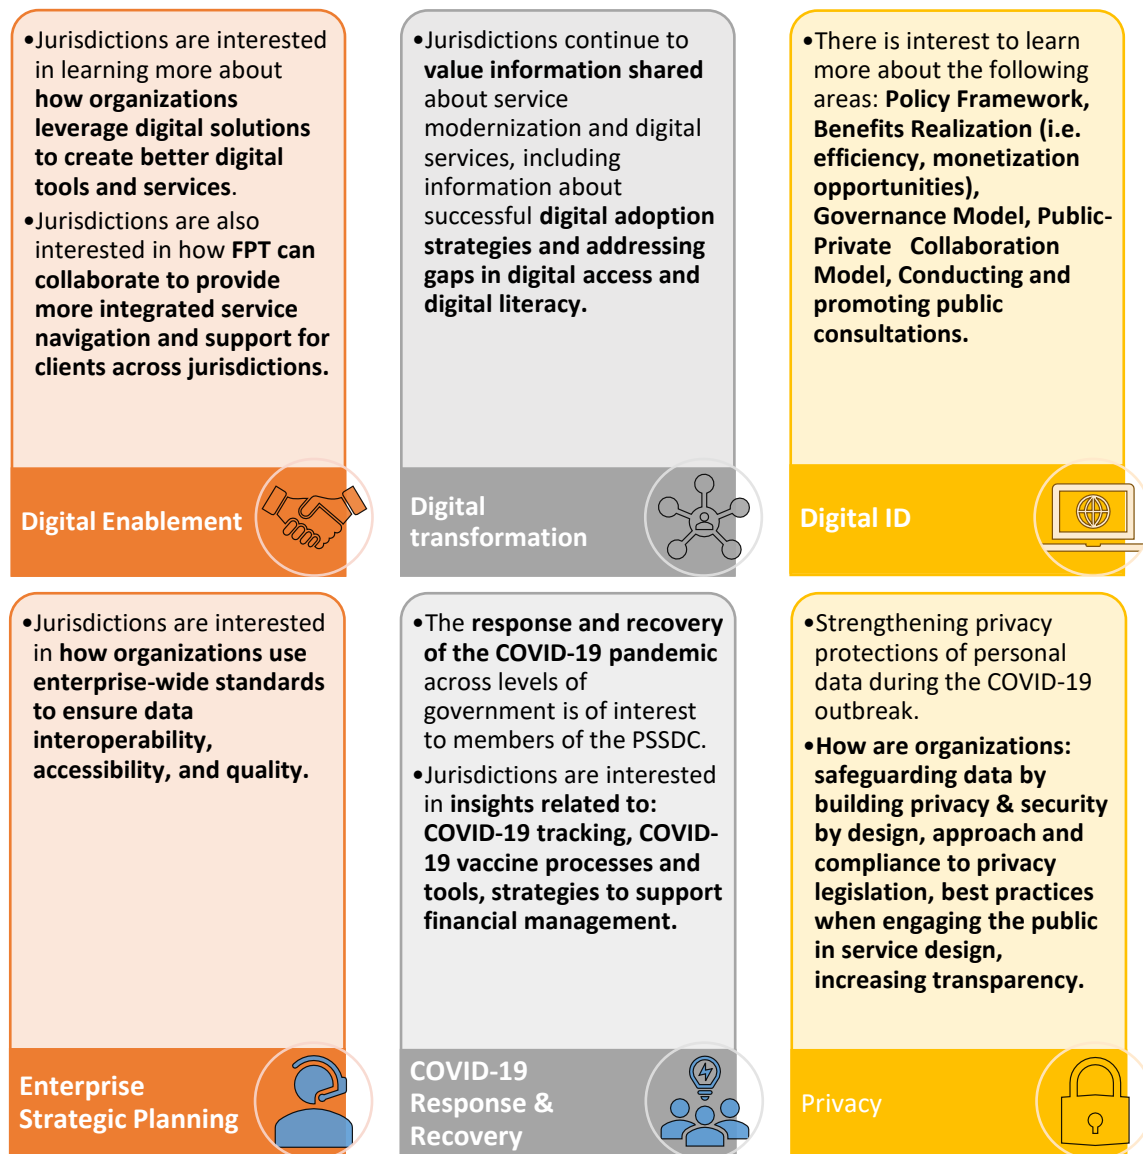 •Jurisdictions are interested
in learning more about
how organizations
leverage digital solutions
to create better digital
tools and services.
•Jurisdictions are also
interested in how FPT can
collaborate to provide
more integrated service
navigation and support for
clients across jurisdictions.
Digital Enablement
•Jurisdictions continue to
value information shared
about service
modernization and digital
services, including
information about
successful digital adoption
strategies and addressing
gaps in digital access and
digital literacy.
Digital
transformation
•There is interest to learn
more about the following
areas: Policy Framework,
Benefits Realization (i.e.
efficiency, monetization
opportunities),
Governance Model, Public-
Private Collaboration
Model, Conducting and
promoting public
consultations.
Digital ID
•Jurisdictions are interested
in how organizations use
enterprise-wide standards
to ensure data
interoperability,
accessibility, and quality.
Enterprise
Strategic Planning
•The response and recovery
of the COVID-19 pandemic
across levels of
government is of interest
to members of the PSSDC.
•Jurisdictions are interested
in insights related to:
COVID-19 tracking, COVID-
19 vaccine processes and
tools, strategies to support
financial management.
COVID-19
Response &
Recovery
•Strengthening privacy
protections of personal
data during the COVID-19
outbreak.
•How are organizations:
safeguarding data by
building privacy & security
by design, approach and
compliance to privacy
legislation, best practices
when engaging the public
in service design,
increasing transparency.
Privacy